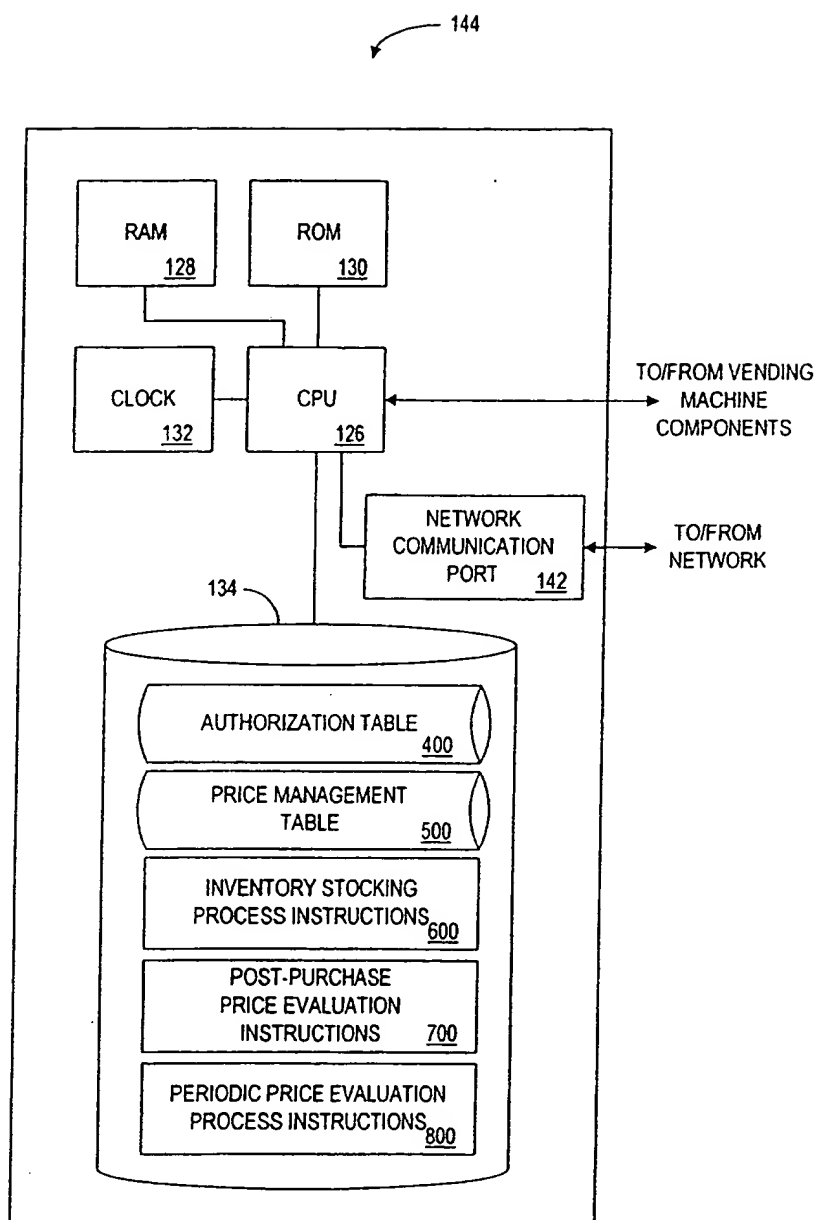 144
RAM
128
ROM
130
CLOCK
132
CPU
126
TO/FROM VENDING
MACHINE
COMPONENTS
NETWORK
COMMUNICATION
PORT
142
TO/FROM
NETWORK
134
AUTHORIZATION TABLE
400
PRICE MANAGEMENT
TABLE
500
INVENTORY STOCKING
PROCESS INSTRUCTIONS
600
POST-PURCHASE
PRICE EVALUATION
INSTRUCTIONS
700
PERIODIC PRICE EVALUATION
PROCESS INSTRUCTIONS
800